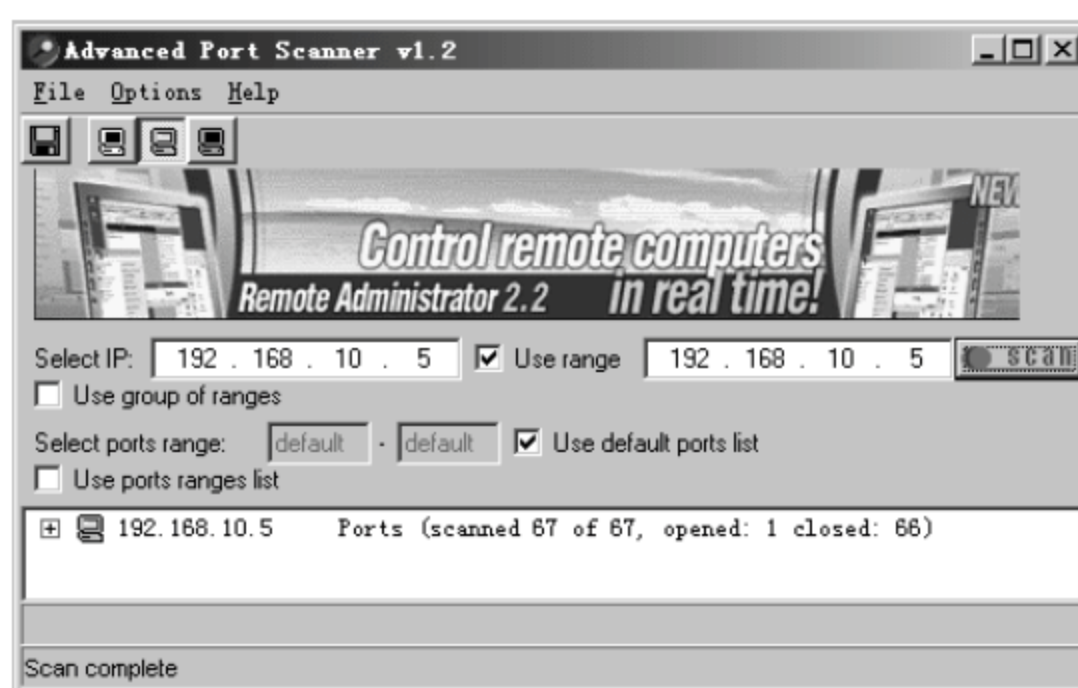 Advanced Port Scanner v1.2
File Options Help
NEW
Control remote computers
Remote Administrator 2.2 in real time!
Select IP: 192 . 168 . 10 . 5 Use range 192 . 168 . 10 . 5 scan
Use group of ranges
Select ports range: default - default Use default ports list
Use ports ranges list
192.168.10.5 Ports (scanned 67 of 67, opened: 1 closed: 66)
Scan complete